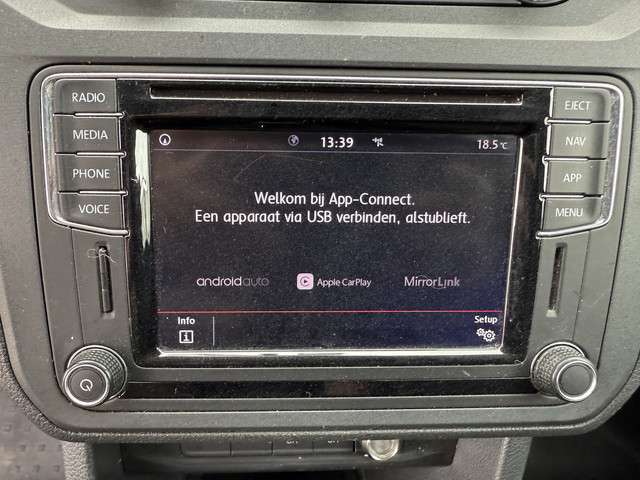 RADIO
MEDIA
PHONE
VOICE
EJECT
NAV
APP
MENU
13:39
18.5°C
Welkom bij App-Connect.
Een apparaat via USB verbinden, alstublieft.
androidauto
Apple CarPlay
MirrorLink
Info
Setup